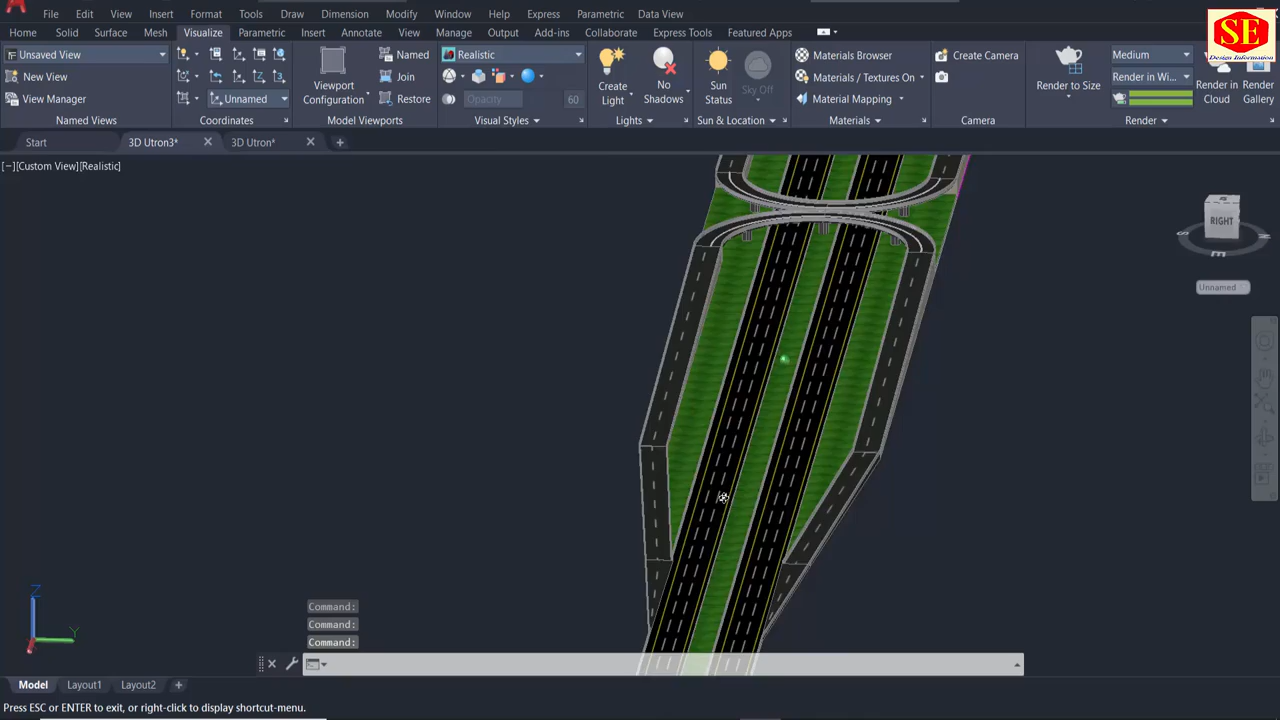 File Edit View Insert Format Tools Draw Dimension Modify Window Help Express Parametric Data View
Home Solid Surface Mesh Visualize Parametric Insert Annotate View Manage Output Add-ins Collaborate Express Tools Featured Apps
SE
Design Information
Unsaved View
New View
View Manager
Named Views
Unnamed
Coordinates
Viewport
Configuration
Named
Join
Restore
Model Viewports
Realistic
Opacity 60
Visual Styles
Create
Light
No
Shadows
Lights
Sun
Status
Sky Off
Sun & Location
Materials Browser
Materials / Textures On
Material Mapping
Materials
Create Camera
Camera
Render to Size
Medium
Render in Wi...
Render in
Cloud
Render
Gallery
Render
Start 3D Utron3* 3D Utron*
[−][Custom View][Realistic]
RIGHT
S
E
N
Unnamed
Z
Y
Command:
Command:
Command:
Model Layout1 Layout2
Press ESC or ENTER to exit, or right-click to display shortcut-menu.